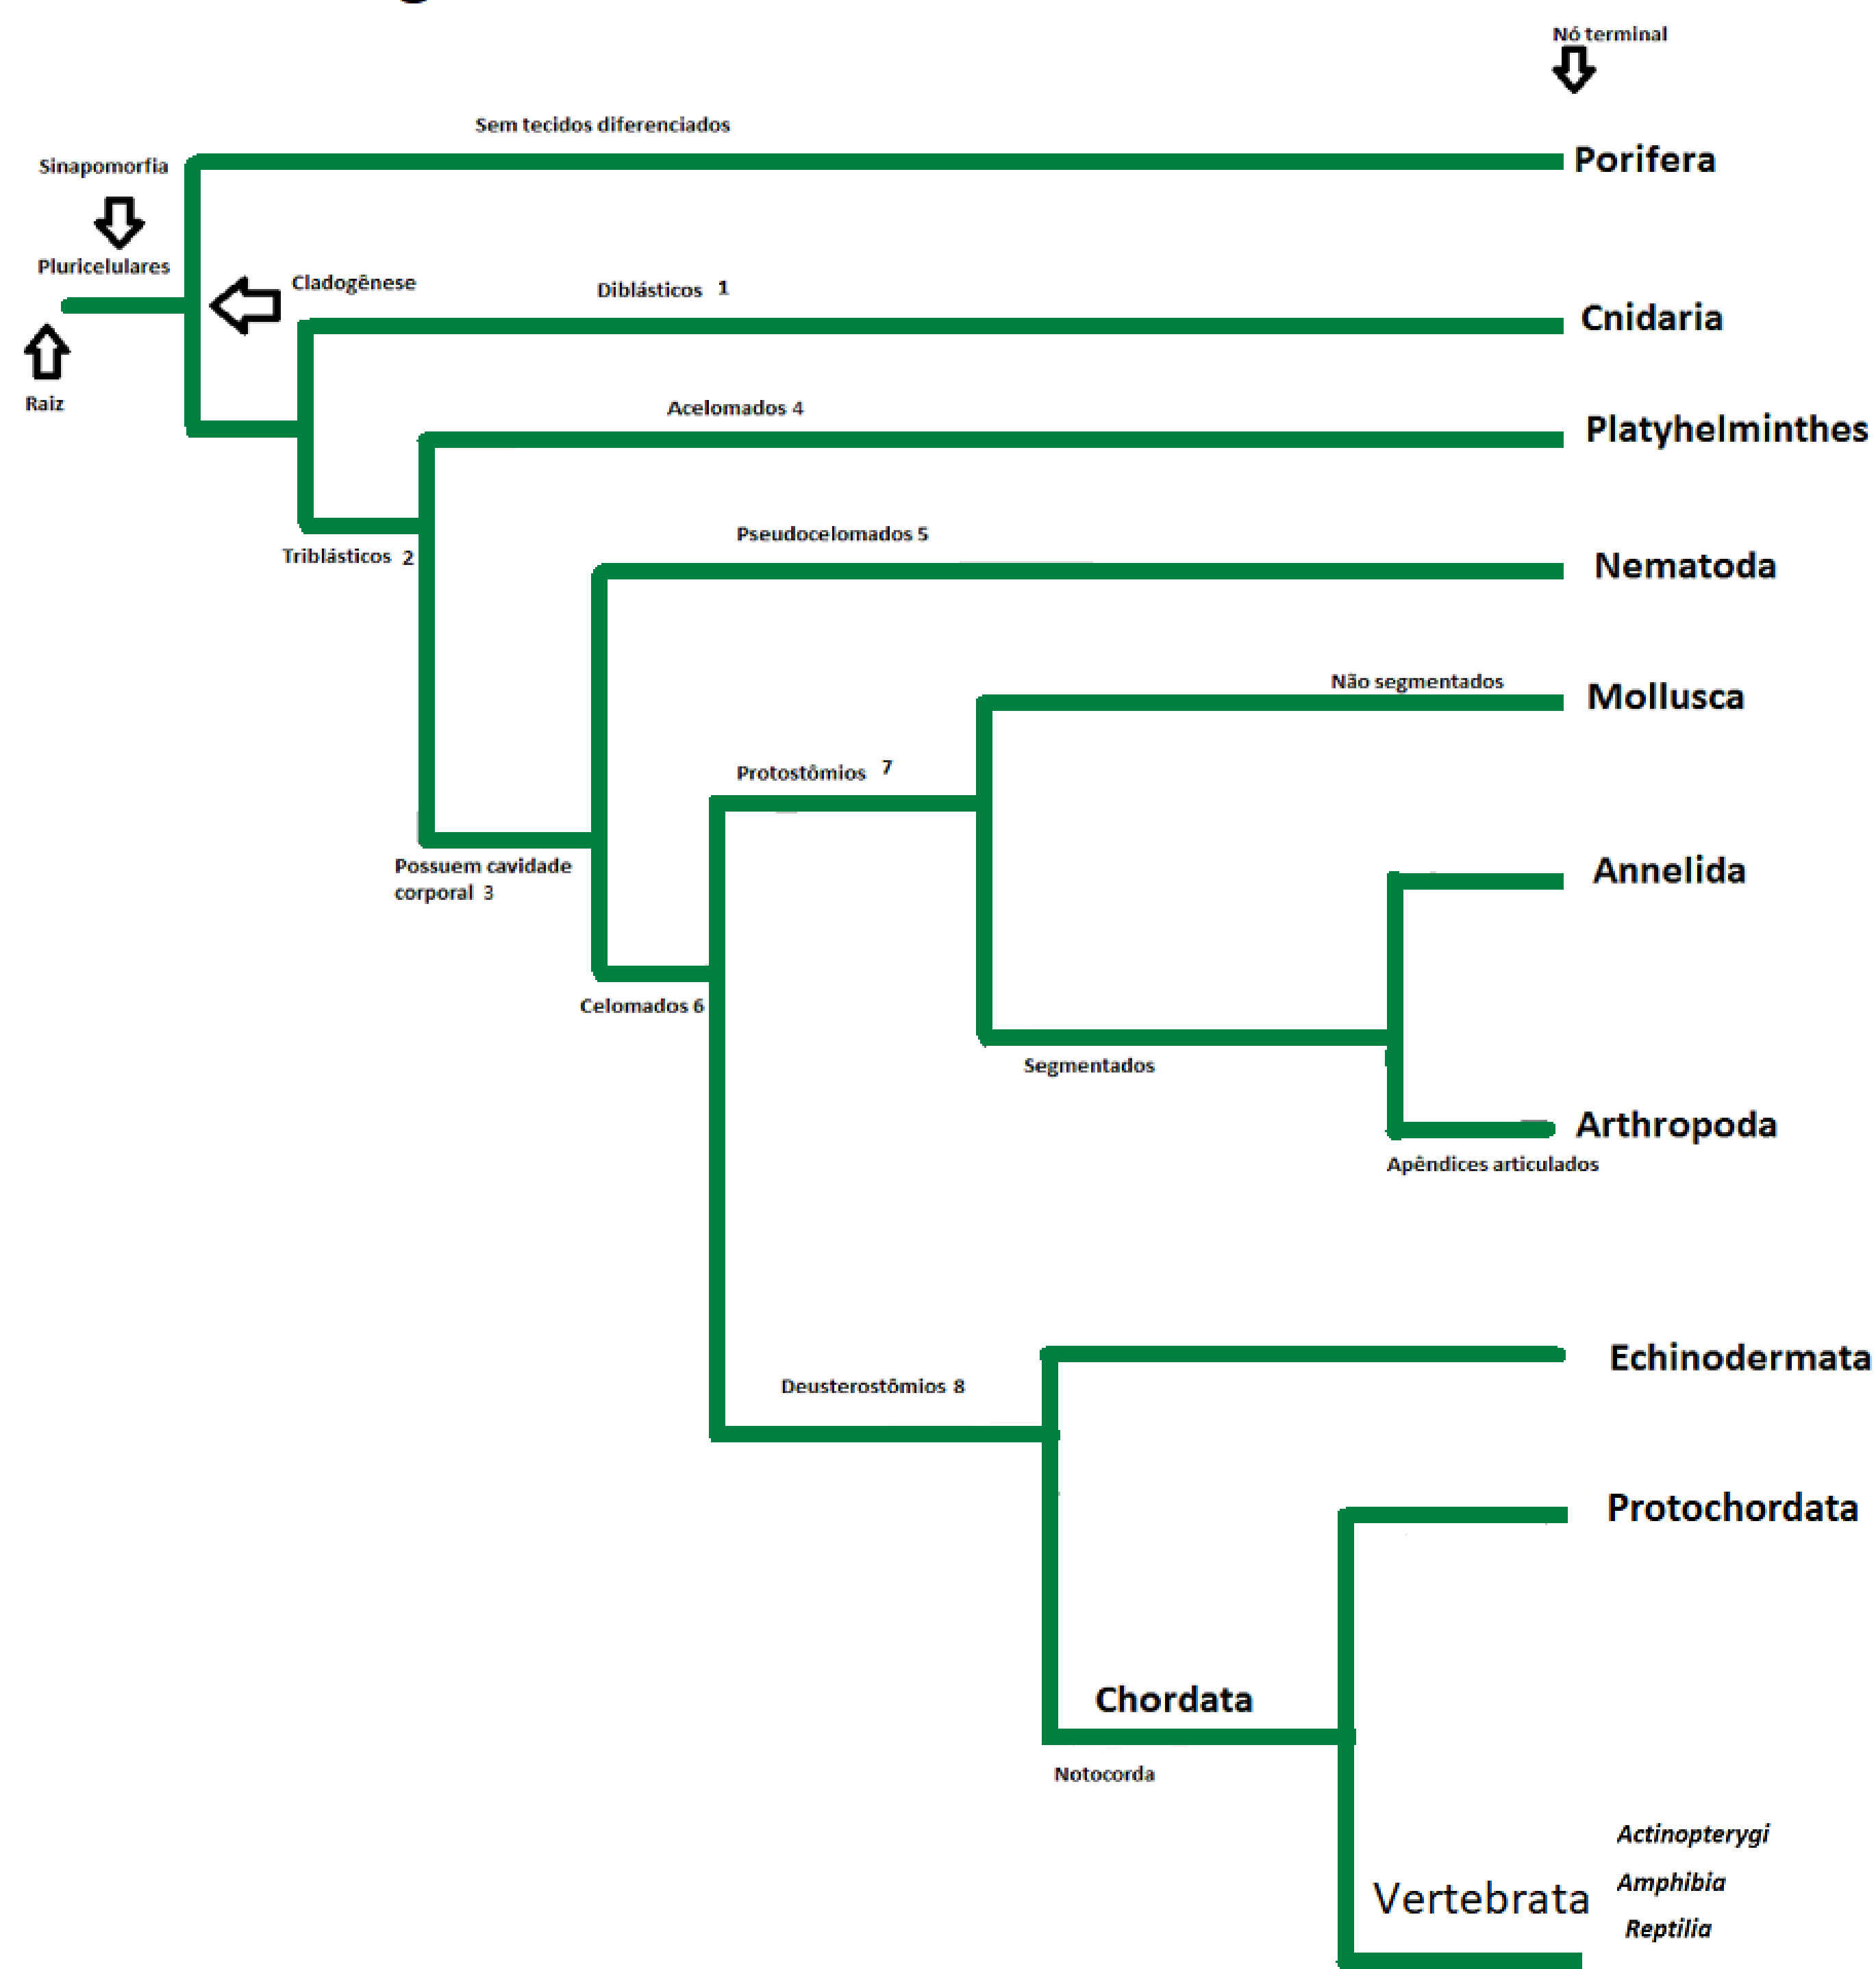 Nó terminal
Sem tecidos diferenciados
Porifera
Sinapomorfia
Pluricelulares
Cladogênese
Diblásticos 1
Cnidaria
Raiz
Acelomados 4
Platyhelminthes
Triblásticos 2
Pseudocelomados 5
Nematoda
Não segmentados
Mollusca
Protostômios 7
Possuem cavidade
corporal 3
Annelida
Celomados 6
Segmentados
Arthropoda
Apêndices articulados
Echinodermata
Deusterostômios 8
Protochordata
Chordata
Notocorda
Actinopterygi
Amphibia
Vertebrata
Reptilia